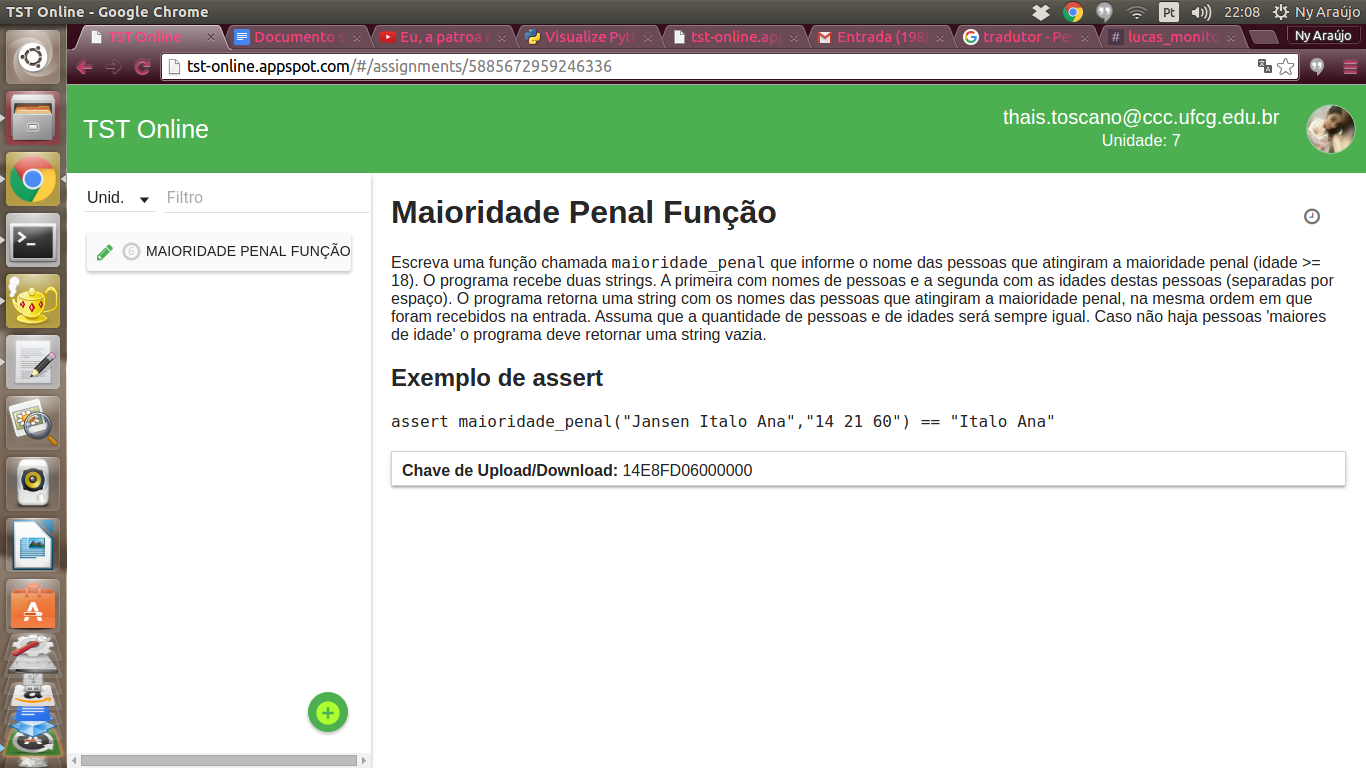 TST Online - Google Chrome
Pt
22:08
Ny Araújo
TST Online
Documento s
Eu, a patroa e
Visualize Pyth
tst-online.app
Entrada (198)
tradutor - Pe
lucas_monito
Ny Araújo
tst-online.appspot.com/#/assignments/5885672959246336
TST Online
thais.toscano@ccc.ufcg.edu.br
Unidade: 7
Unid.
Filtro
6
MAIORIDADE PENAL FUNÇÃO
Maioridade Penal Função
Escreva uma função chamada maioridade_penal que informe o nome das pessoas que atingiram a maioridade penal (idade >=
18). O programa recebe duas strings. A primeira com nomes de pessoas e a segunda com as idades destas pessoas (separadas por
espaço). O programa retorna uma string com os nomes das pessoas que atingiram a maioridade penal, na mesma ordem em que
foram recebidos na entrada. Assuma que a quantidade de pessoas e de idades será sempre igual. Caso não haja pessoas 'maiores
de idade' o programa deve retornar uma string vazia.
Exemplo de assert
assert maioridade_penal("Jansen Italo Ana","14 21 60") == "Italo Ana"
Chave de Upload/Download: 14E8FD06000000